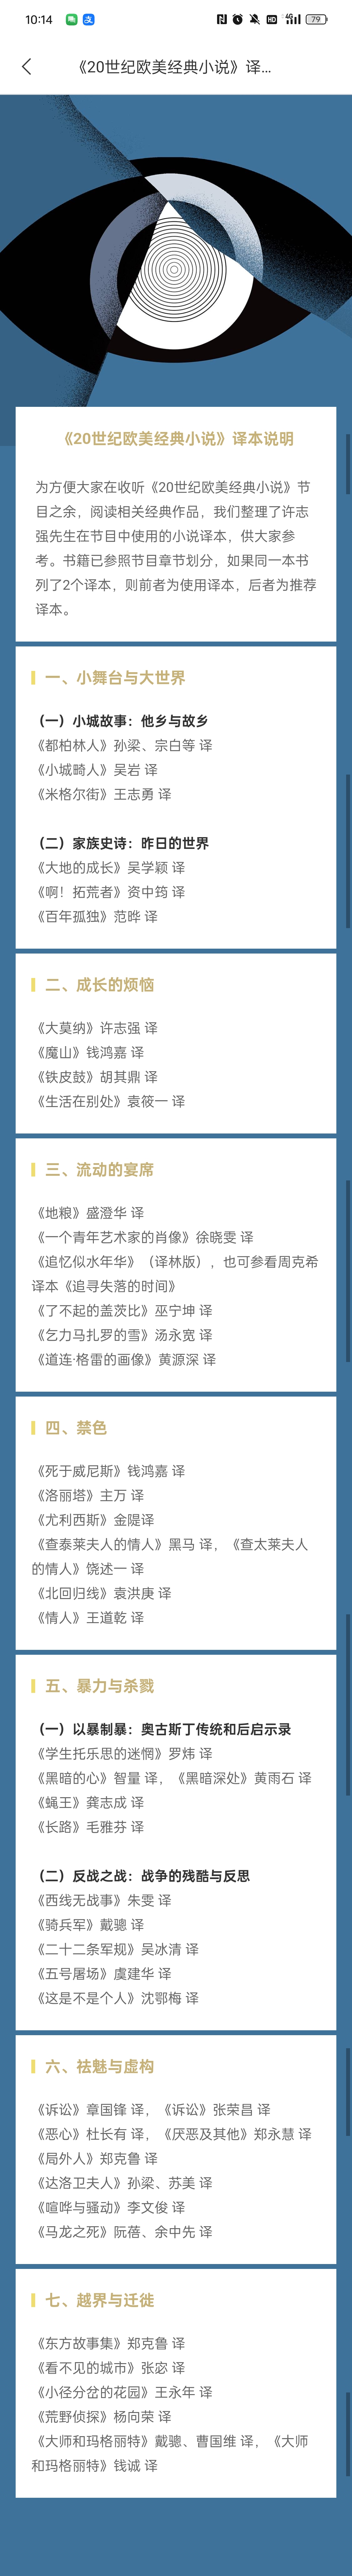 10:14
HD
4G
79
《20世纪欧美经典小说》译...
《20世纪欧美经典小说》译本说明
为方便大家在收听《20世纪欧美经典小说》节
目之余，阅读相关经典作品，我们整理了许志
强先生在节目中使用的小说译本，供大家参
考。书籍已参照节目章节划分，如果同一本书
列了2个译本，则前者为使用译本，后者为推荐
译本。
一、小舞台与大世界
（一）小城故事：他乡与故乡
《都柏林人》孙梁、宗白等 译
《小城畸人》吴岩 译
《米格尔街》王志勇 译
（二）家族史诗：昨日的世界
《大地的成长》吴学颖 译
《啊！拓荒者》资中筠 译
《百年孤独》范晔 译
二、成长的烦恼
《大莫纳》许志强 译
《魔山》钱鸿嘉 译
《铁皮鼓》胡其鼎 译
《生活在别处》袁筱一 译
三、流动的宴席
《地粮》盛澄华 译
《一个青年艺术家的肖像》徐晓雯 译
《追忆似水年华》（译林版），也可参看周克希
译本《追寻失落的时间》
《了不起的盖茨比》巫宁坤 译
《乞力马扎罗的雪》汤永宽 译
《道连·格雷的画像》黄源深 译
四、禁色
《死于威尼斯》钱鸿嘉 译
《洛丽塔》主万 译
《尤利西斯》金隄译
《查泰莱夫人的情人》黑马 译，《查太莱夫人
的情人》饶述一 译
《北回归线》袁洪庚 译
《情人》王道乾 译
五、暴力与杀戮
（一）以暴制暴：奥古斯丁传统和后启示录
《学生托乐思的迷惘》罗炜 译
《黑暗的心》智量 译，《黑暗深处》黄雨石 译
《蝇王》龚志成 译
《长路》毛雅芬 译
（二）反战之战：战争的残酷与反思
《西线无战事》朱雯 译
《骑兵军》戴骢 译
《二十二条军规》吴冰清 译
《五号屠场》虞建华 译
《这是不是个人》沈萼梅 译
六、祛魅与虚构
《诉讼》章国锋 译，《诉讼》张荣昌 译
《恶心》杜长有 译，《厌恶及其他》郑永慧 译
《局外人》郑克鲁 译
《达洛卫夫人》孙梁、苏美 译
《喧哗与骚动》李文俊 译
《马龙之死》阮蓓、余中先 译
七、越界与迁徙
《东方故事集》郑克鲁 译
《看不见的城市》张宓 译
《小径分岔的花园》王永年 译
《荒野侦探》杨向荣 译
《大师和玛格丽特》戴骢、曹国维 译，《大师
和玛格丽特》钱诚 译